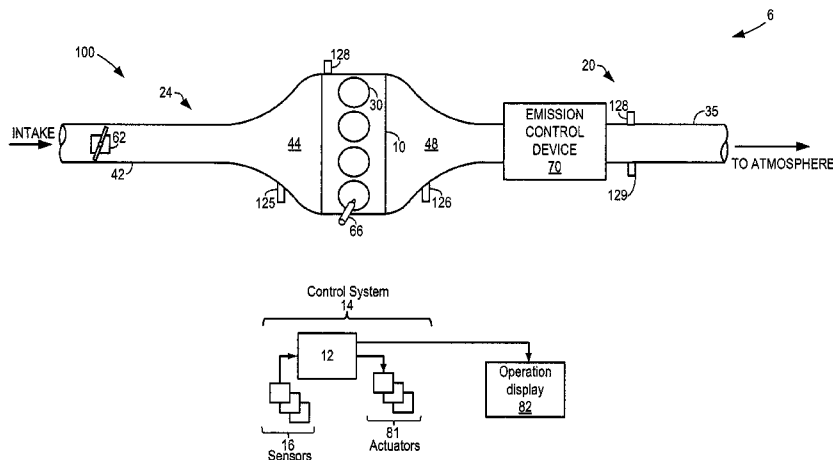 6
100
24
128
20
30
128
35
INTAKE
62
44
10
48
EMISSION
CONTROL
DEVICE
70
TO ATMOSPHERE
42
125
126
129
66
Control System
14
12
Operation
display
82
16
Sensors
81
Actuators